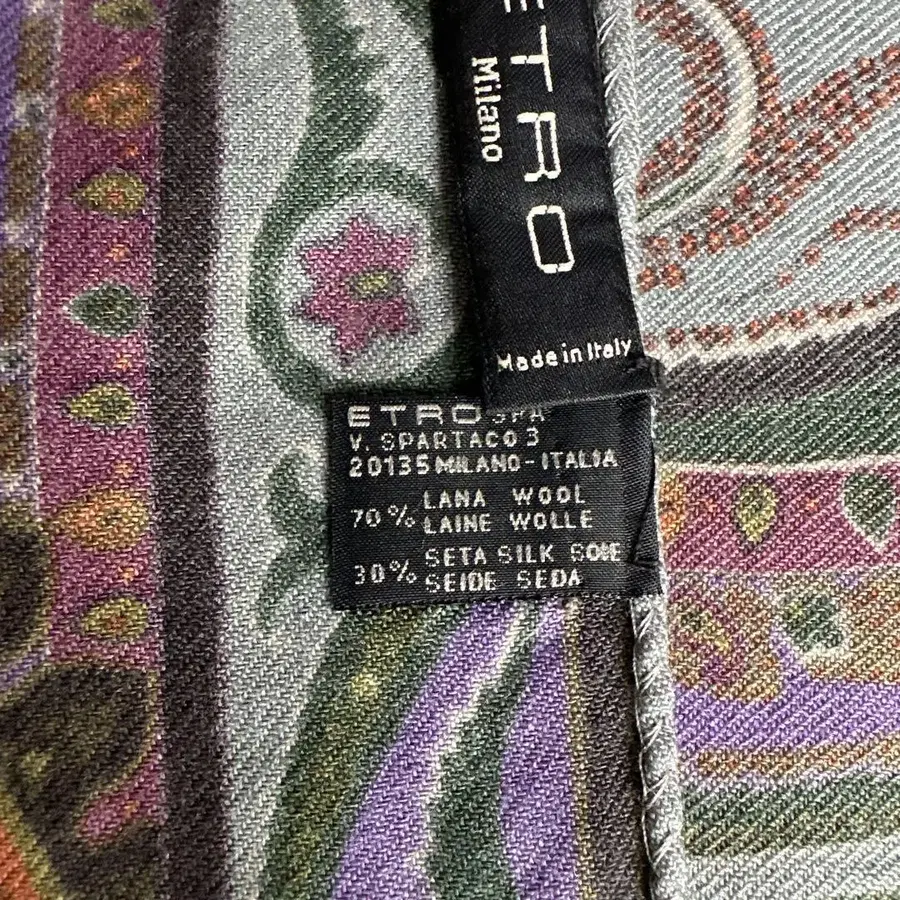 ETRO
Milano
Made in Italy
ETRO SPA
V. SPARTACO 3
20135 MILANO - ITALIA
70% LANA WOOL
LAINE WOLLE
30% SETA SILK SOIE
SEIDE SEDA